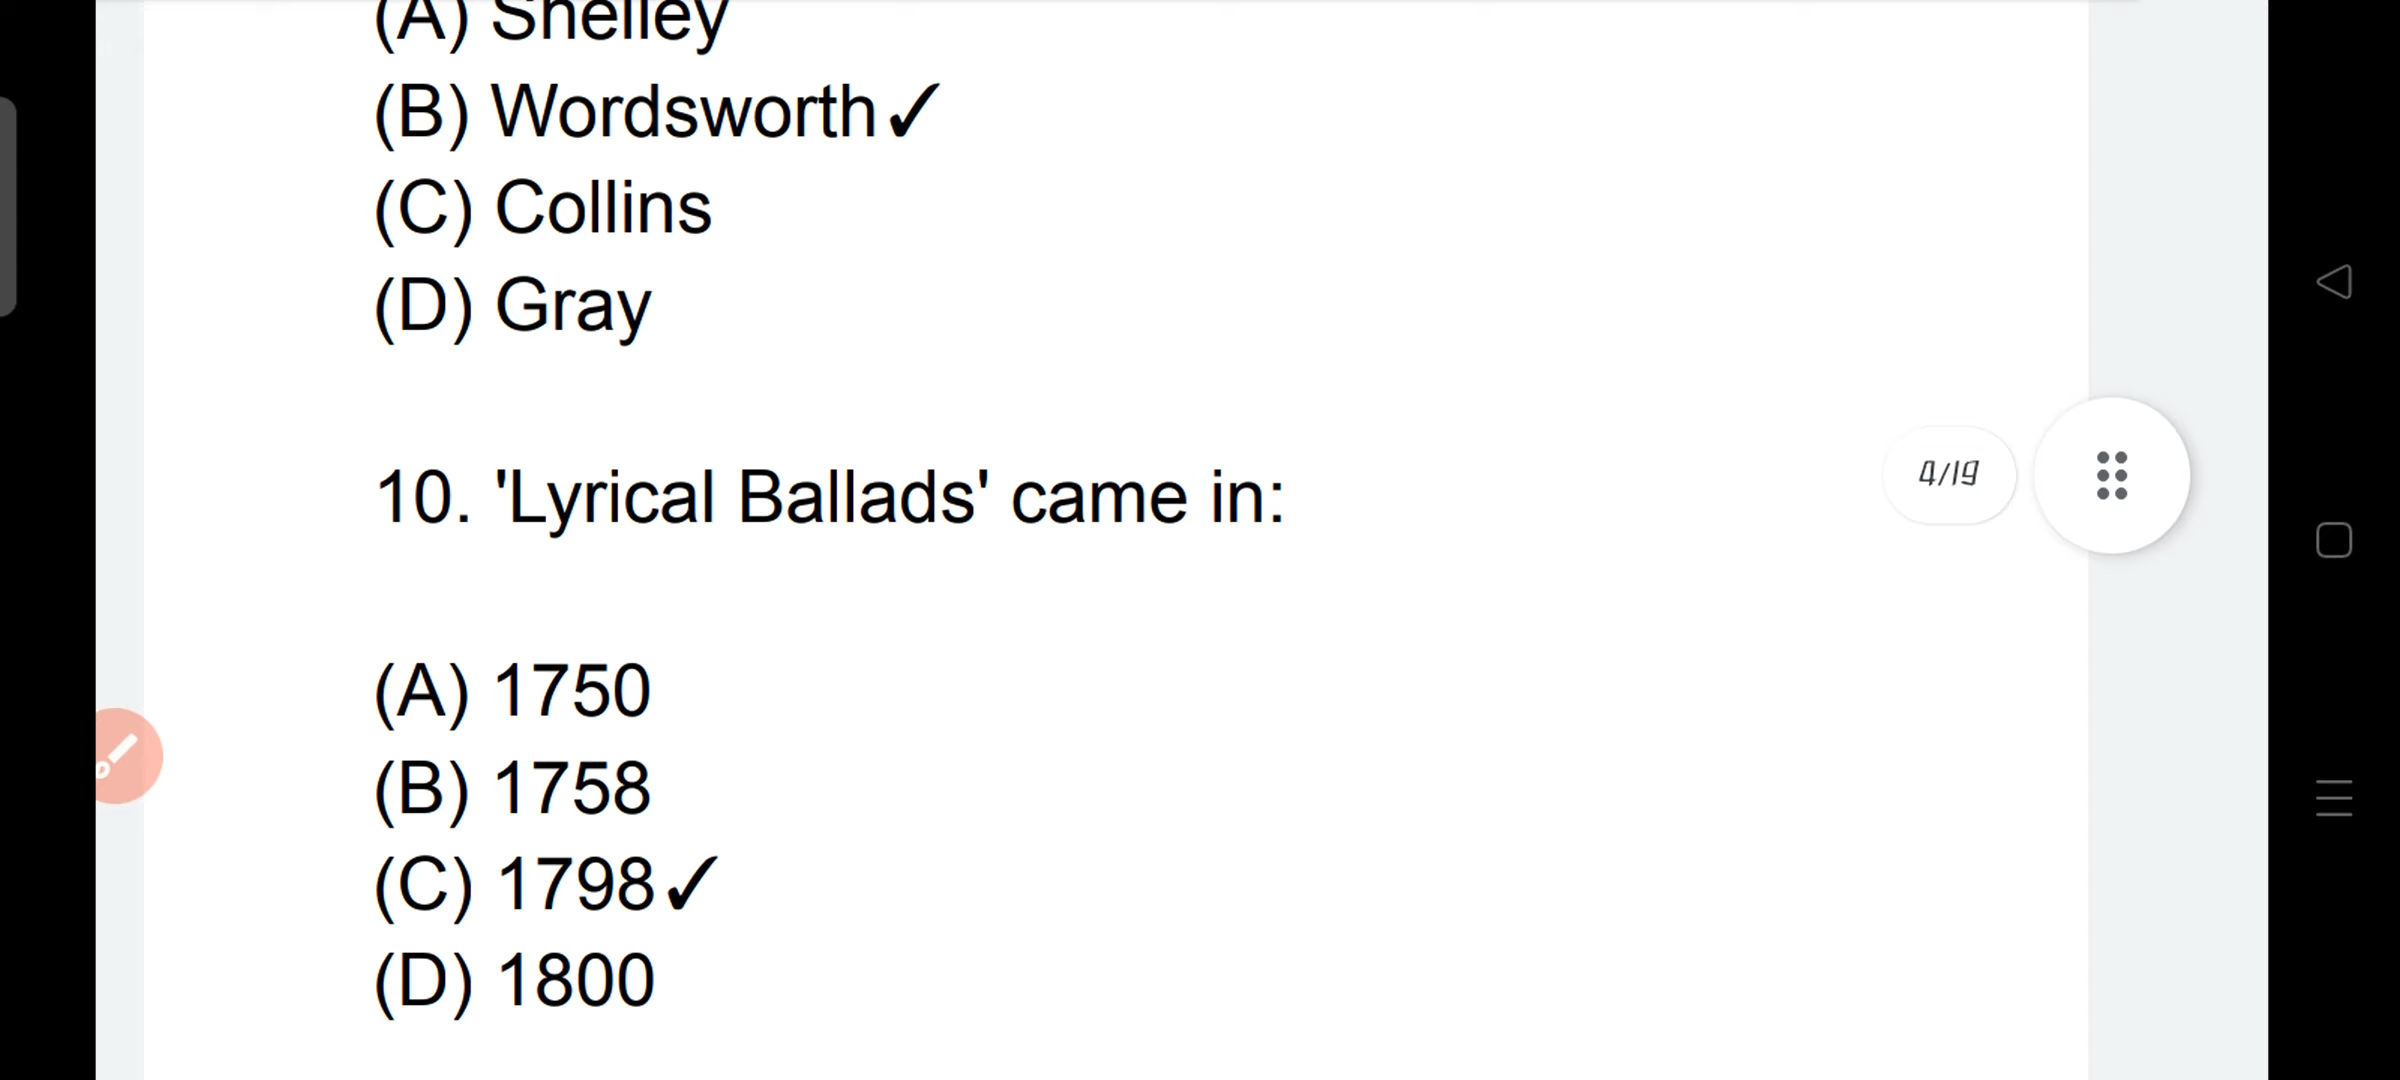 (A) Shelley
(B) Wordsworth✓
(C) Collins
(D) Gray
10. 'Lyrical Ballads' came in:
4/19
(A) 1750
(B) 1758
(C) 1798✓
(D) 1800